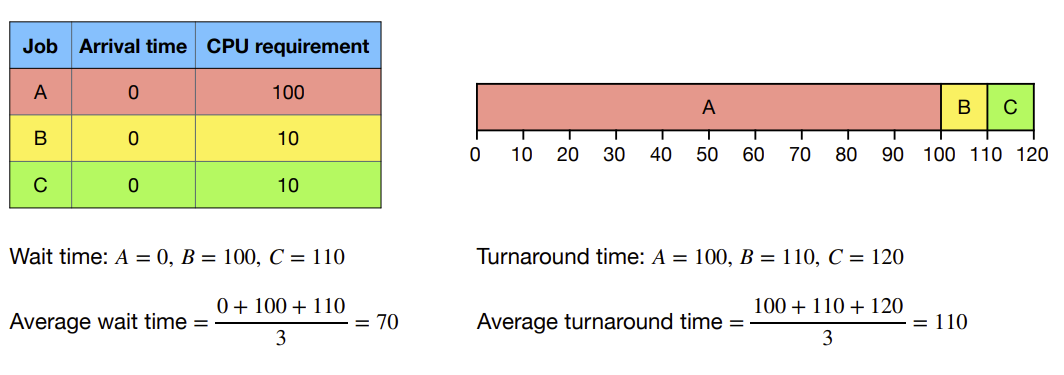 Job Arrival time CPU requirement
A 0 100
B 0 10
C 0 10
A B C
0 10 20 30 40 50 60 70 80 90 100 110 120
Wait time: A = 0, B = 100, C = 110
Average wait time = (0 + 100 + 110) / 3 = 70
Turnaround time: A = 100, B = 110, C = 120
Average turnaround time = (100 + 110 + 120) / 3 = 110